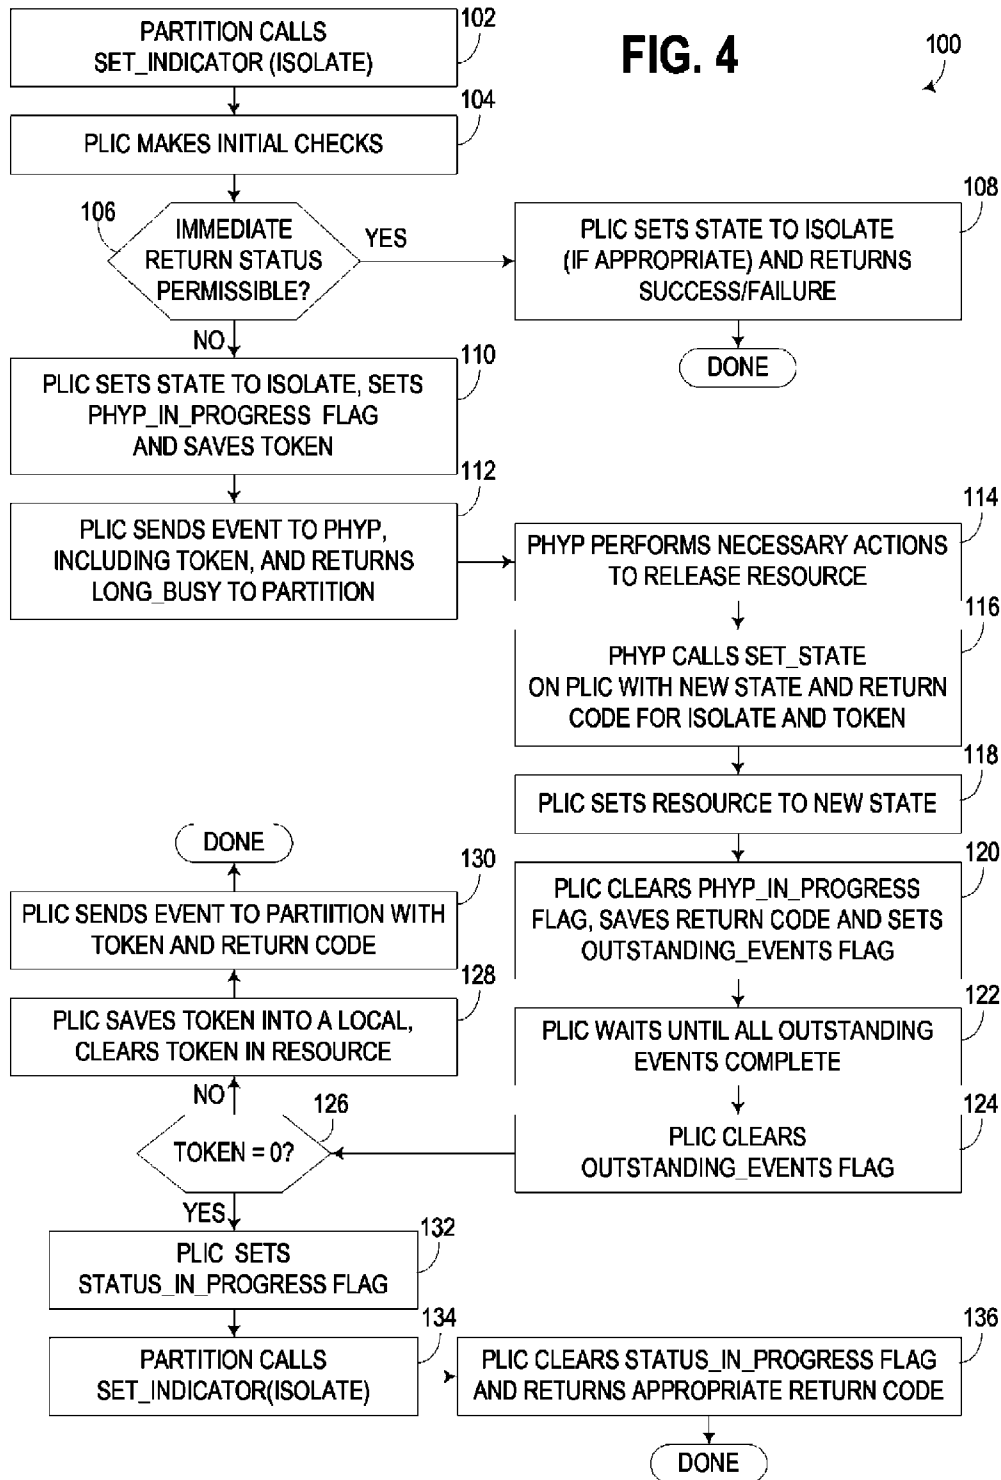 FIG. 4
100
102
PARTITION CALLS
SET_INDICATOR (ISOLATE)
104
PLIC MAKES INITIAL CHECKS
106
IMMEDIATE
RETURN STATUS
PERMISSIBLE?
YES
108
PLIC SETS STATE TO ISOLATE
(IF APPROPRIATE) AND RETURNS
SUCCESS/FAILURE
DONE
NO
110
PLIC SETS STATE TO ISOLATE, SETS
PHYP_IN_PROGRESS FLAG
AND SAVES TOKEN
112
PLIC SENDS EVENT TO PHYP,
INCLUDING TOKEN, AND RETURNS
LONG_BUSY TO PARTITION
114
PHYP PERFORMS NECESSARY ACTIONS
TO RELEASE RESOURCE
116
PHYP CALLS SET_STATE
ON PLIC WITH NEW STATE AND RETURN
CODE FOR ISOLATE AND TOKEN
118
PLIC SETS RESOURCE TO NEW STATE
120
PLIC CLEARS PHYP_IN_PROGRESS
FLAG, SAVES RETURN CODE AND SETS
OUTSTANDING_EVENTS FLAG
122
PLIC WAITS UNTIL ALL OUTSTANDING
EVENTS COMPLETE
124
PLIC CLEARS
OUTSTANDING_EVENTS FLAG
126
TOKEN = 0?
NO
128
PLIC SAVES TOKEN INTO A LOCAL,
CLEARS TOKEN IN RESOURCE
130
PLIC SENDS EVENT TO PARTIITION WITH
TOKEN AND RETURN CODE
DONE
YES
132
PLIC SETS
STATUS_IN_PROGRESS FLAG
134
PARTITION CALLS
SET_INDICATOR(ISOLATE)
136
PLIC CLEARS STATUS_IN_PROGRESS FLAG
AND RETURNS APPROPRIATE RETURN CODE
DONE